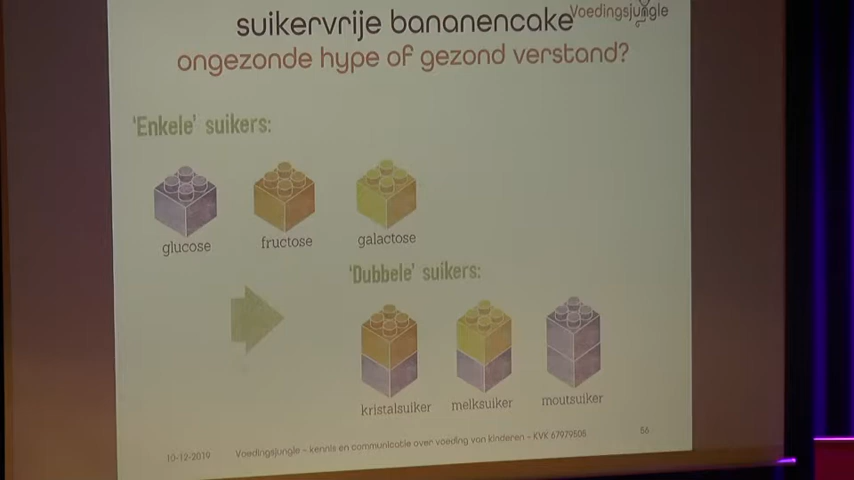 suikervrije bananencake
Voedingsjungle
ongezonde hype of gezond verstand?
'Enkele' suikers:
glucose
fructose
galactose
'Dubbele' suikers:
kristalsuiker
melksuiker
moutsuiker
10-12-2019
Voedingsjungle – kennis en communicatie over voeding van kinderen – KVK 67979505
56